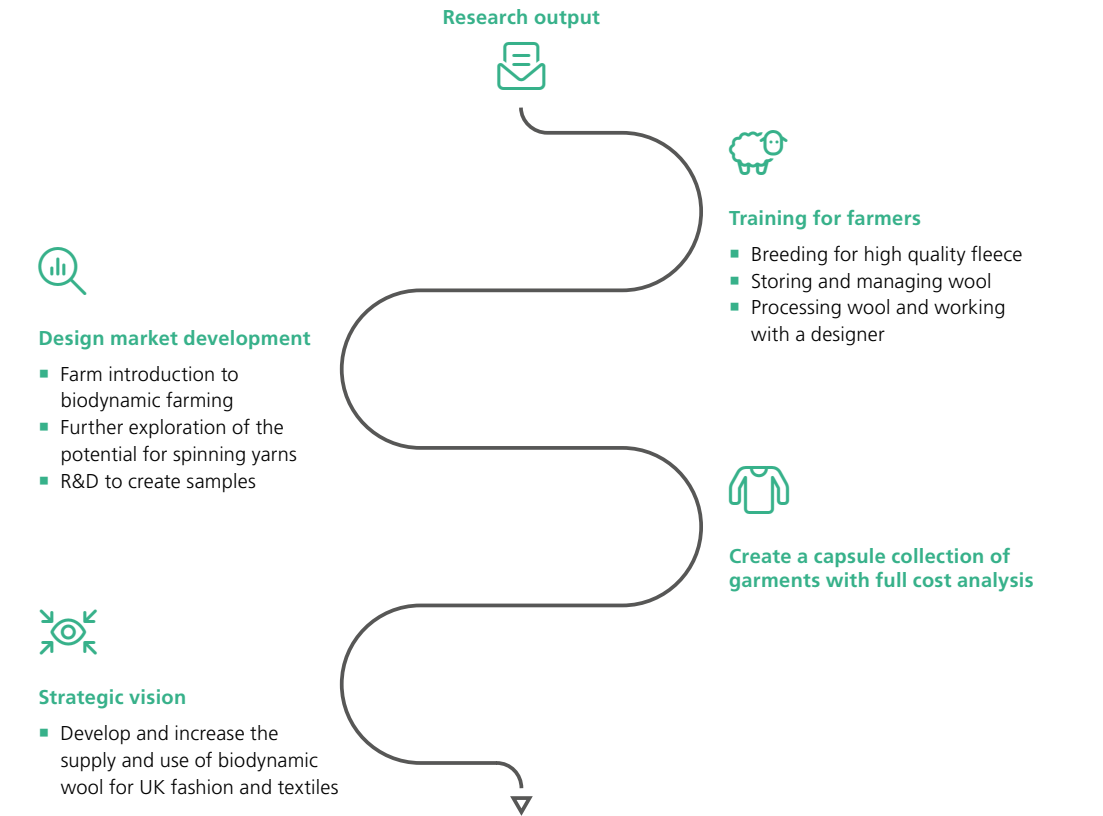 Research output
Training for farmers
■ Breeding for high quality fleece
■ Storing and managing wool
■ Processing wool and working
with a designer
Design market development
■ Farm introduction to
biodynamic farming
■ Further exploration of the
potential for spinning yarns
■ R&D to create samples
Create a capsule collection of
garments with full cost analysis
Strategic vision
■ Develop and increase the
supply and use of biodynamic
wool for UK fashion and textiles